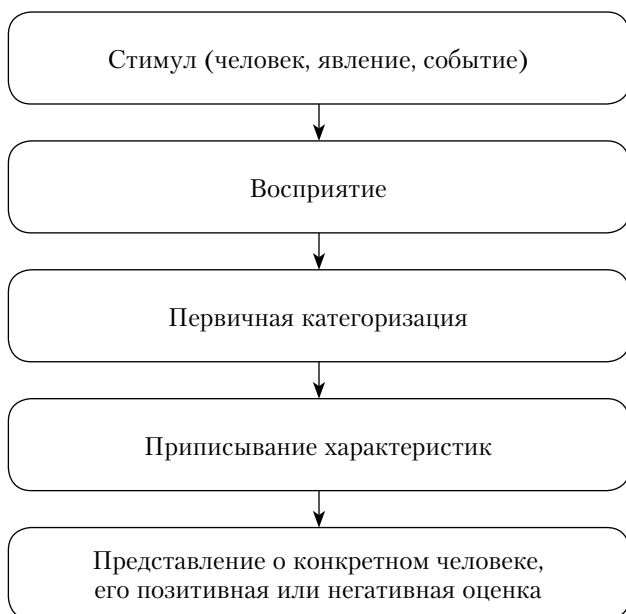 Стимул (человек, явление, событие)
Восприятие
Первичная категоризация
Приписывание характеристик
Представление о конкретном человеке,
его позитивная или негативная оценка